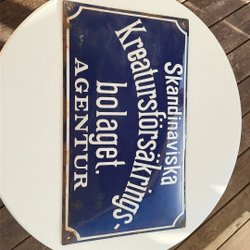 Skandinaviska
Kreatursförsäkrings-
bolaget.
AGENTUR